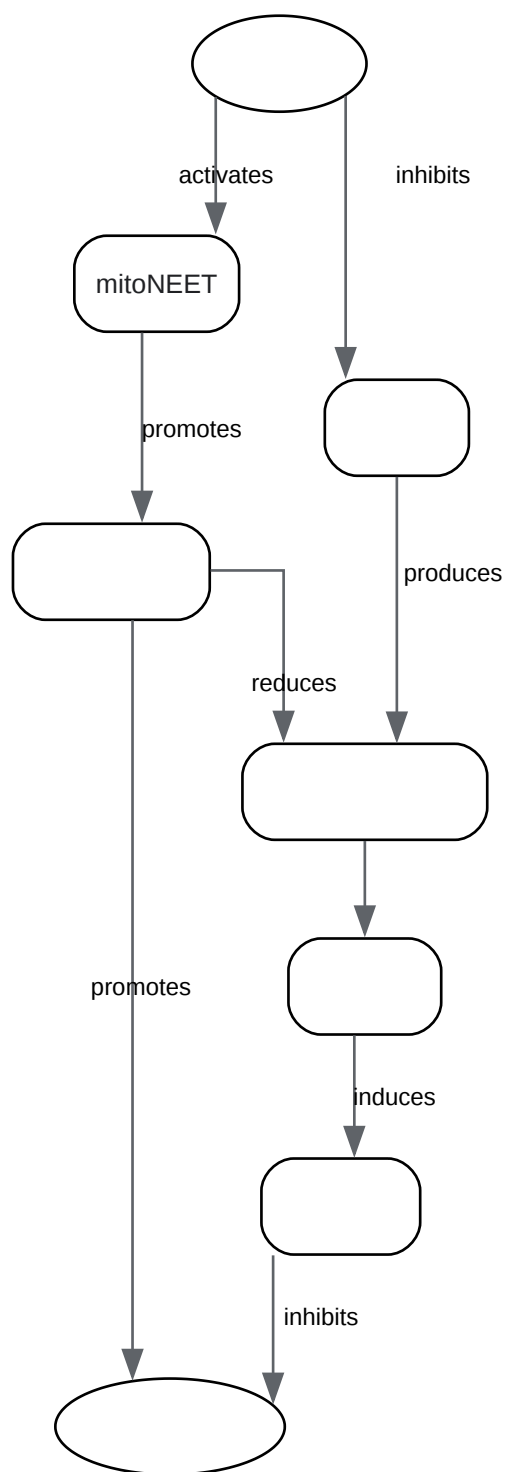 activates
inhibits
mitoNEET
promotes
produces
reduces
promotes
induces
inhibits